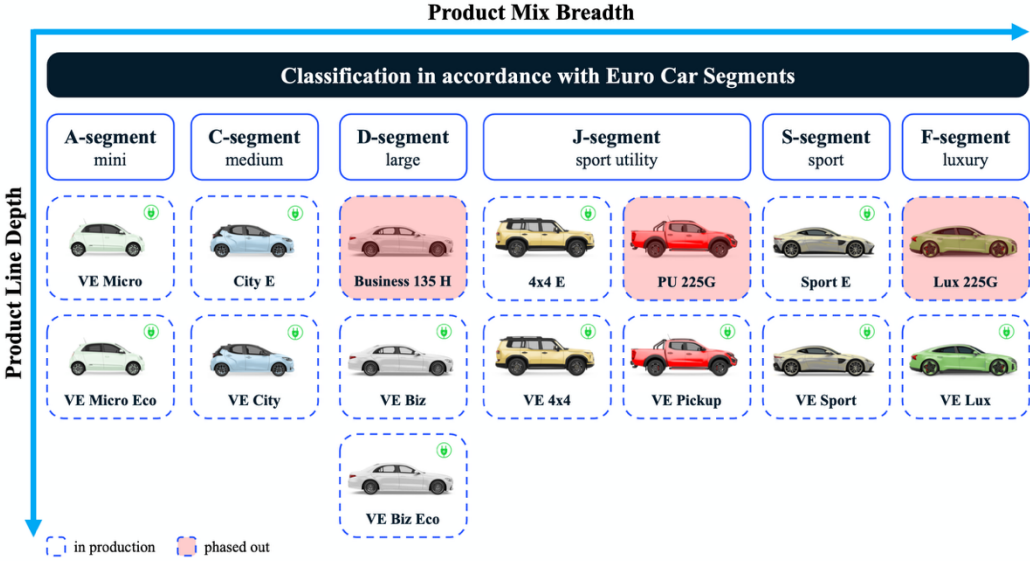 Product Mix Breadth
Product Line Depth
Classification in accordance with Euro Car Segments
A-segment
mini
C-segment
medium
D-segment
large
J-segment
sport utility
S-segment
sport
F-segment
luxury
VE Micro
City E
Business 135 H
4x4 E
PU 225G
Sport E
Lux 225G
VE Micro Eco
VE City
VE Biz
VE 4x4
VE Pickup
VE Sport
VE Lux
VE Biz Eco
in production
phased out